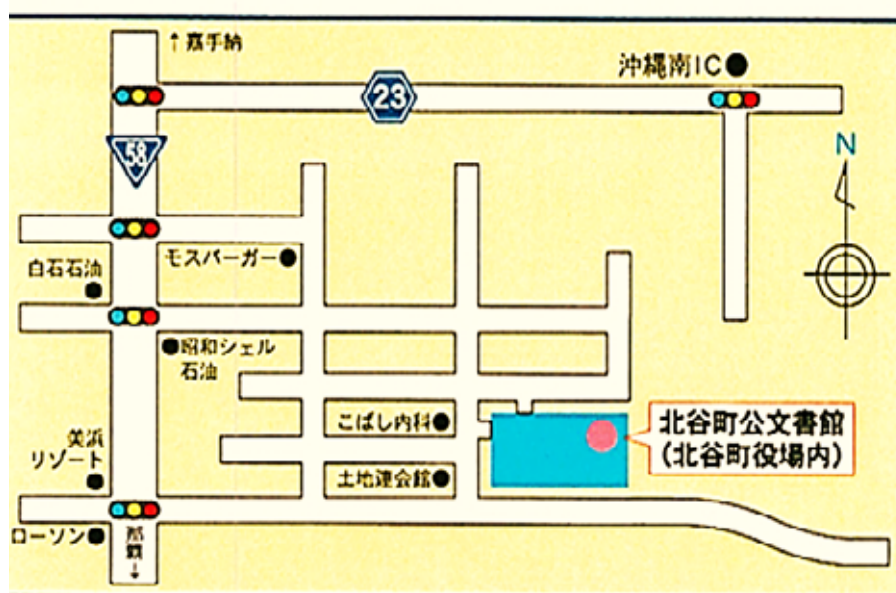 ↑嘉手納
沖縄南IC
23
58
N
モスバーガー
白石石油
昭和シェル
石油
こばし内科
北谷町公文書館
(北谷町役場内)
美浜
リゾート
土地連会館
ローソン
那覇
↓